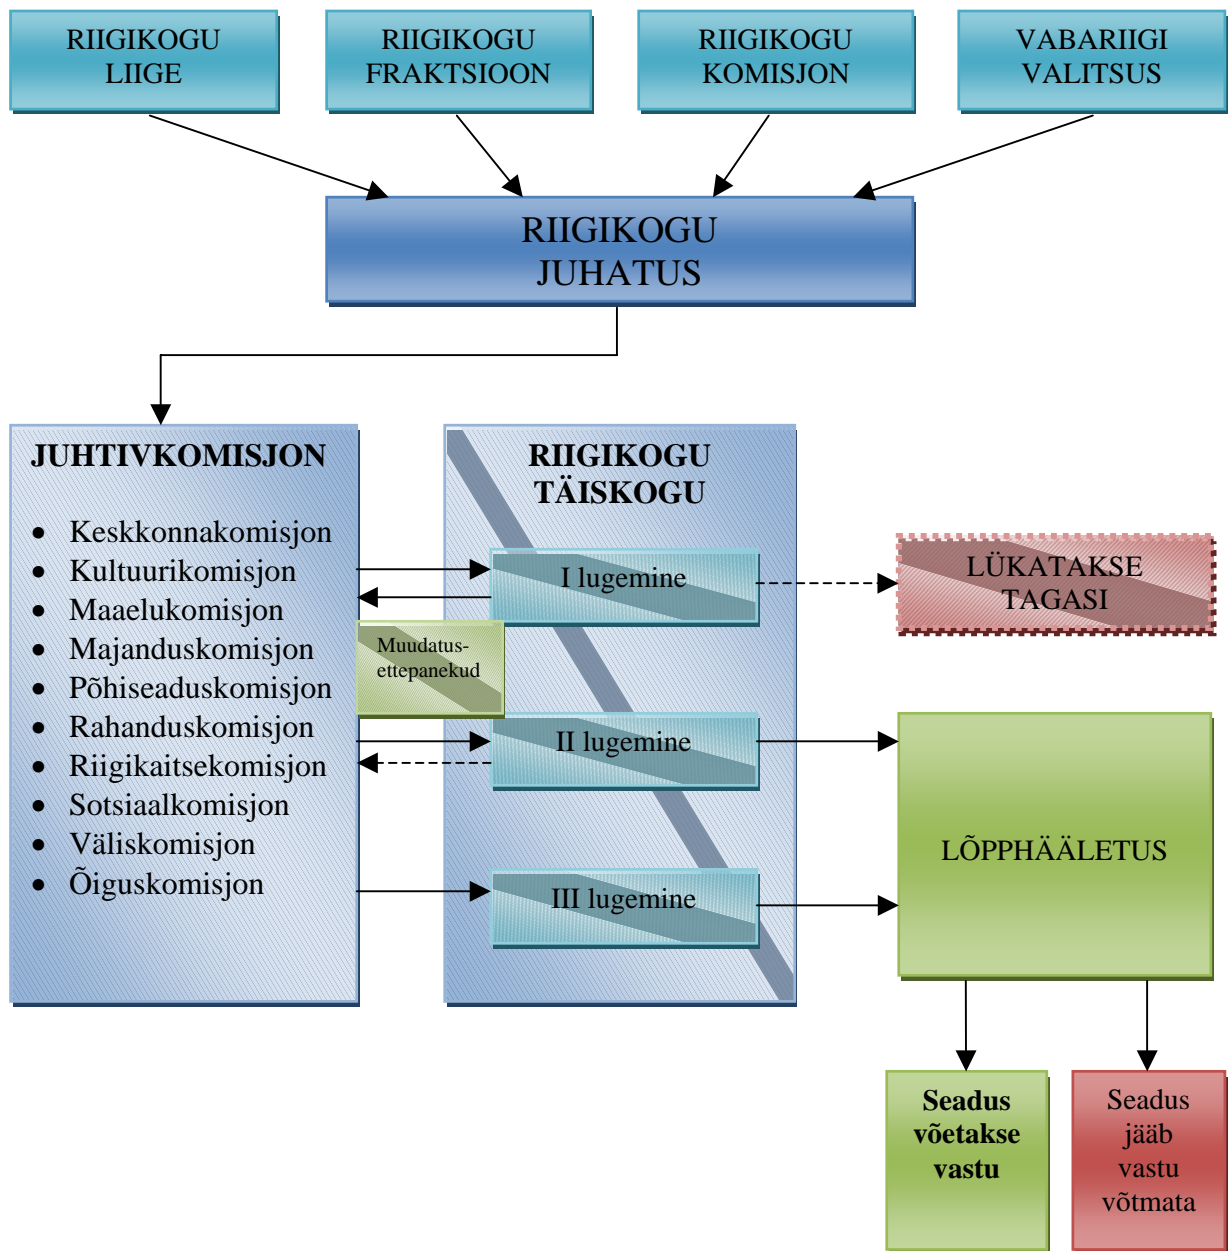 RIIGIKOGU
LIIGE
RIIGIKOGU
FRAKTSIOON
RIIGIKOGU
KOMISJON
VABARIIGI
VALITSUS
RIIGIKOGU
JUHATUS
JUHTIVKOMISJON
• Keskkonnakomisjon
• Kultuurikomisjon
• Maaelukomisjon
• Majanduskomisjon
• Põhiseaduskomisjon
• Rahanduskomisjon
• Riigikaitsekomisjon
• Sotsiaalkomisjon
• Väliskomisjon
• Õiguskomisjon
RIIGIKOGU
TÄISKOGU
I lugemine
Muudatus-
ettepanekud
II lugemine
III lugemine
LÜKATAKSE
TAGASI
LÕPPHÄÄLETUS
Seadus
võetakse
vastu
Seadus
jääb
vastu
võtmata